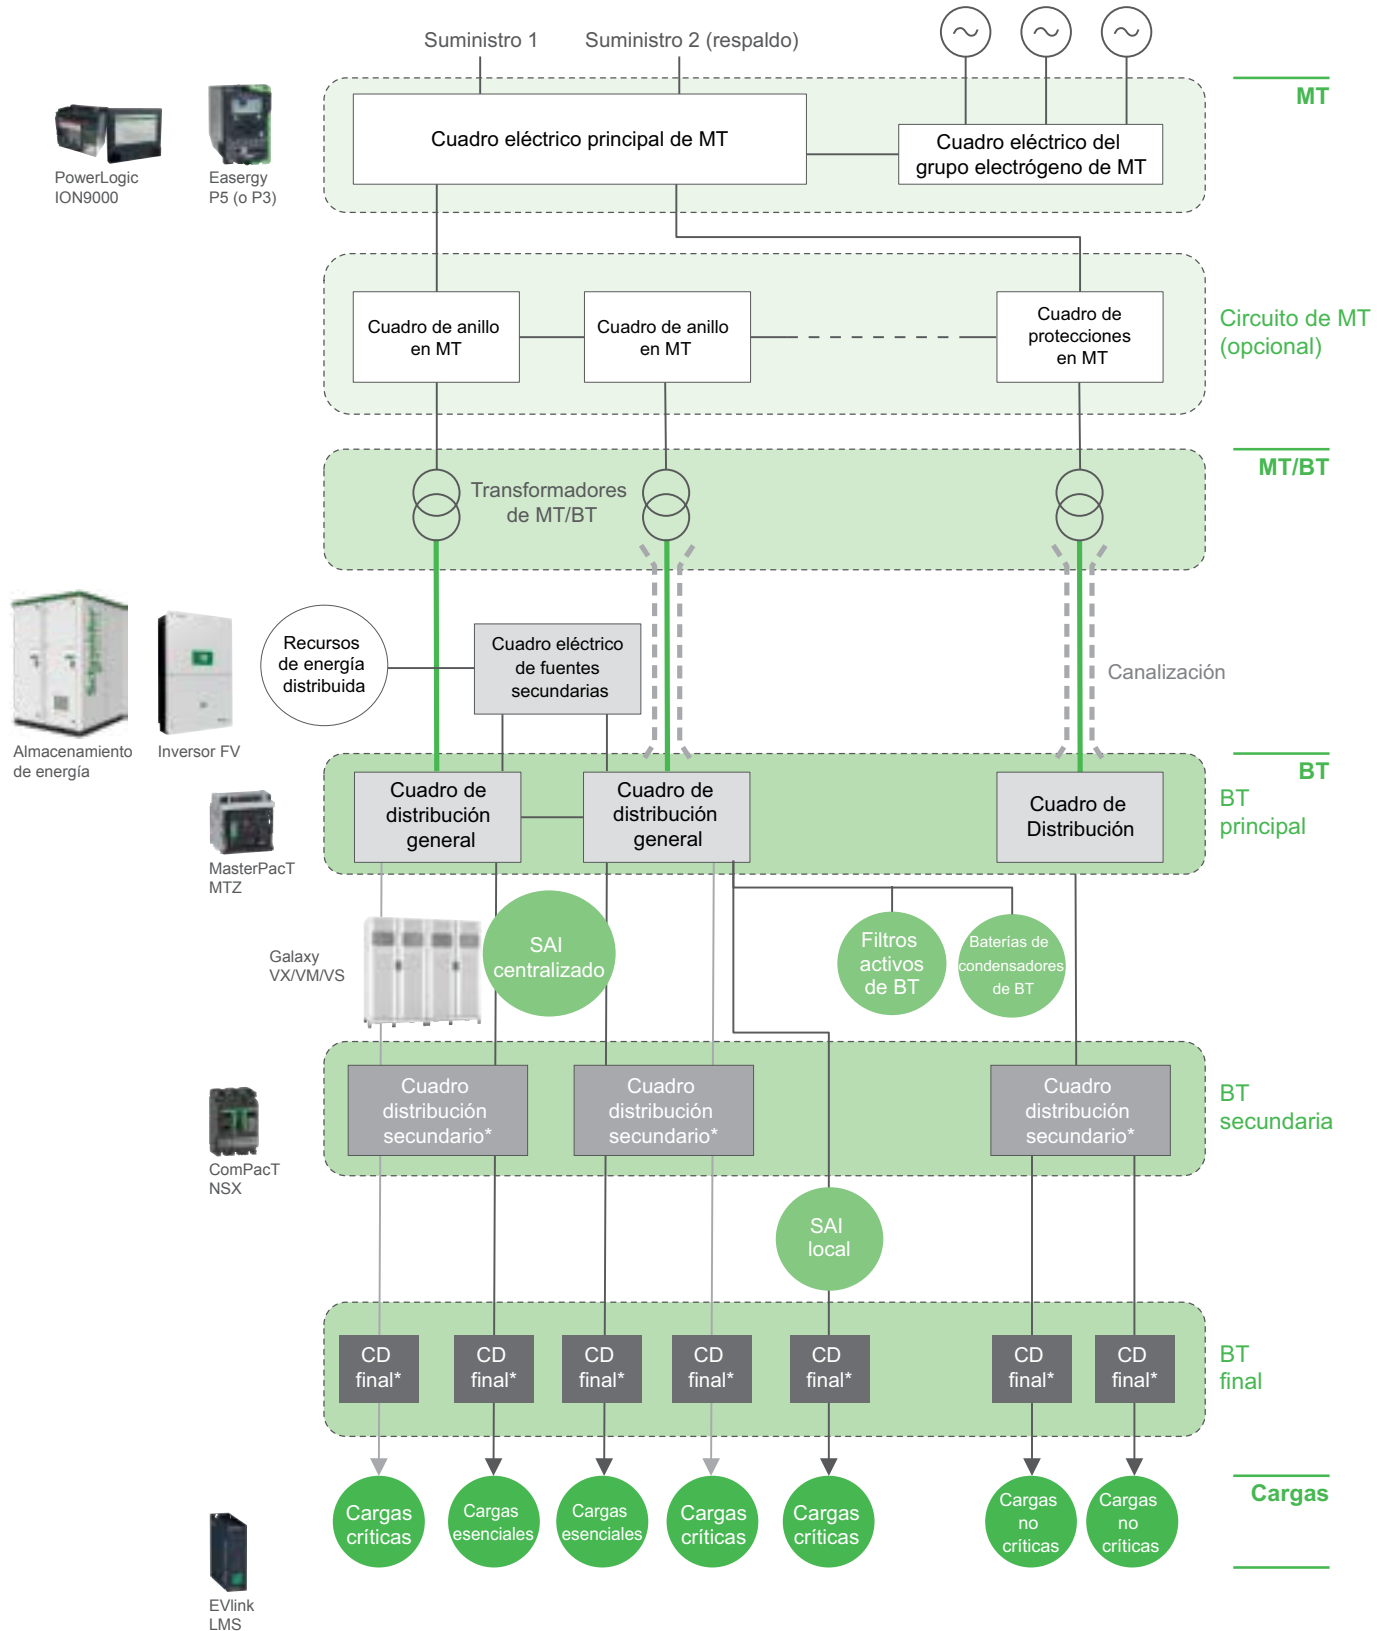 Suministro 1
Suministro 2 (respaldo)
MT
Cuadro eléctrico principal de MT
Cuadro eléctrico del
grupo electrógeno de MT
PowerLogic
ION9000
Easergy
P5 (o P3)
Cuadro de anillo
en MT
Cuadro de anillo
en MT
Cuadro de
protecciones
en MT
Circuito de MT
(opcional)
MT/BT
Transformadores
de MT/BT
Recursos
de energía
distribuida
Cuadro eléctrico
de fuentes
secundarias
Canalización
Schneider
Almacenamiento
de energía
Inversor FV
BT
BT
principal
Cuadro de
distribución
general
Cuadro de
distribución
general
Cuadro de
Distribución
MasterPacT
MTZ
Galaxy
VX/VM/VS
SAI
centralizado
Filtros
activos
de BT
Baterías de
condensadores
de BT
Cuadro
distribución
secundario*
Cuadro
distribución
secundario*
Cuadro
distribución
secundario*
BT
secundaria
ComPacT
NSX
SAI
local
CD
final*
CD
final*
CD
final*
CD
final*
CD
final*
CD
final*
CD
final*
BT
final
Cargas
Cargas
críticas
Cargas
esenciales
Cargas
esenciales
Cargas
críticas
Cargas
críticas
Cargas
no
críticas
Cargas
no
críticas
EVlink
LMS